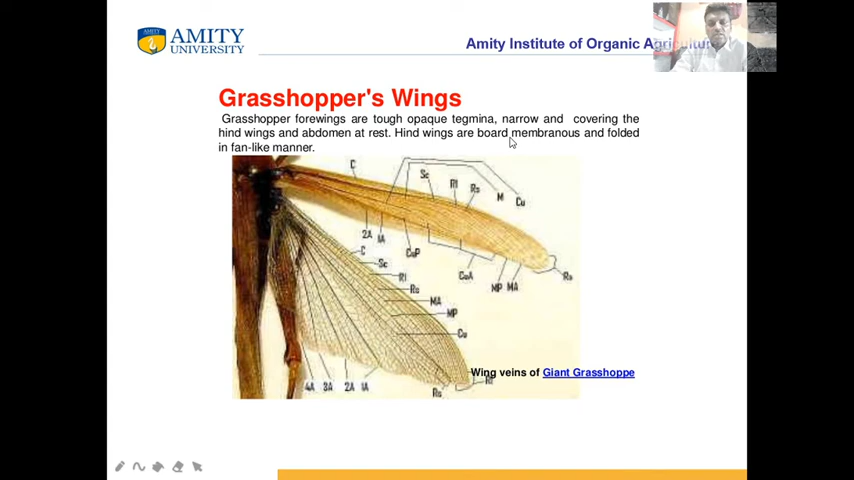 AMITY
UNIVERSITY
Amity Institute of Organic
Grasshopper's Wings
Grasshopper forewings are tough opaque tegmina, narrow and covering the
hind wings and abdomen at rest. Hind wings are board membranous and folded
in fan-like manner.
C
Sc
R1
Rs
M
Cu
2A 1A
CuP
CuA
MP MA
Rs
C
Sc
R1
Rs
MA
MP
Cu
4A 3A 2A 1A
Rs
Wing veins of Giant Grasshoppe